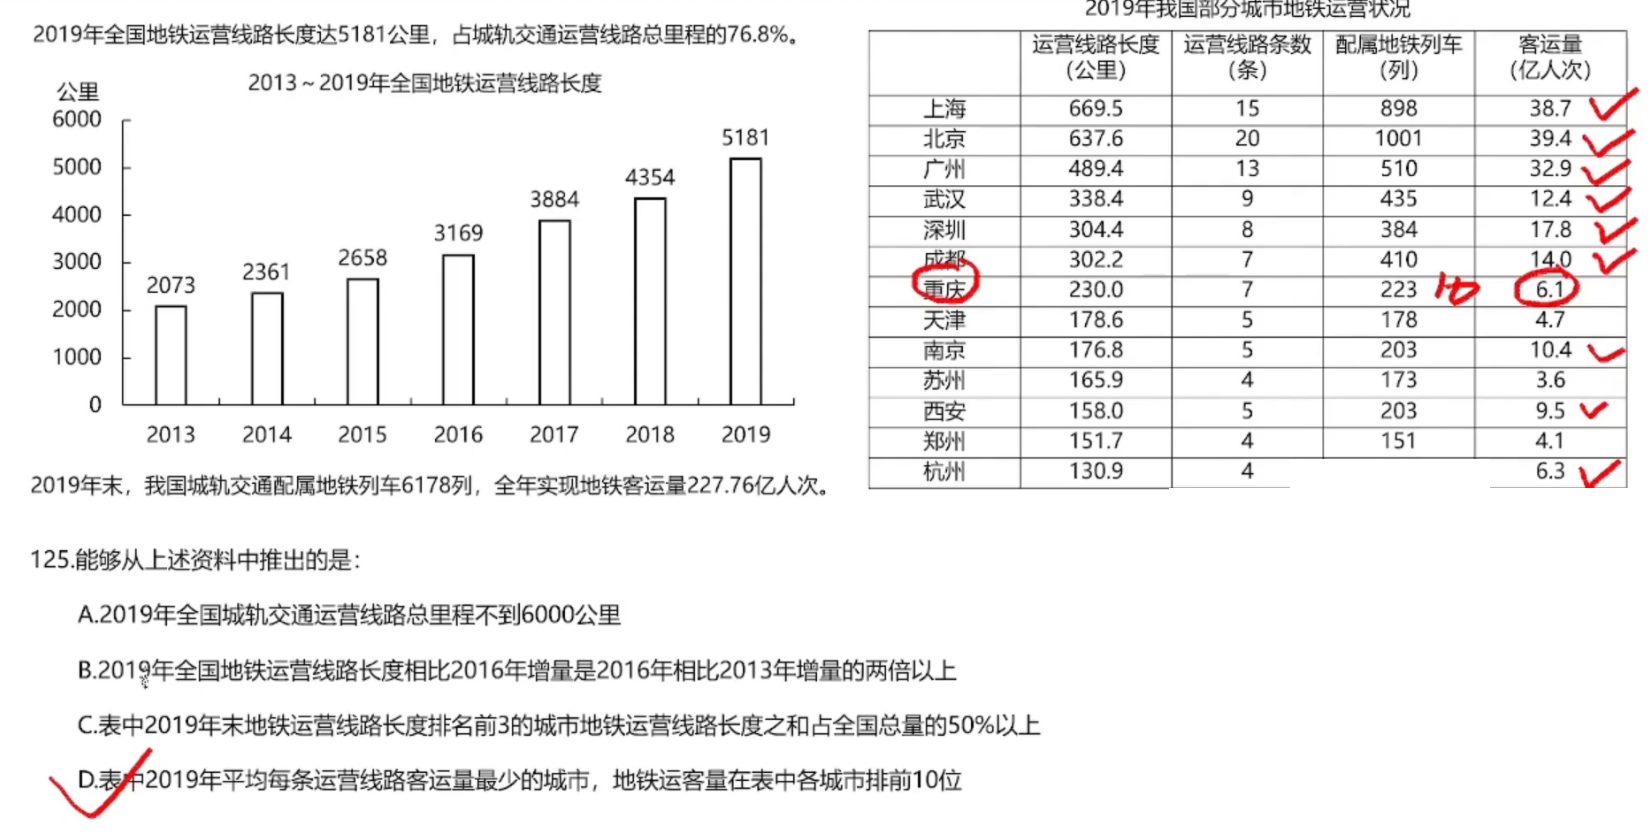 2019年全国地铁运营线路长度达5181公里，占城轨交通运营线路总里程的76.8%。
2013～2019年全国地铁运营线路长度
公里
6000
5000
4000
3000
2000
1000
0
2073
2361
2658
3169
3884
4354
5181
2013 2014 2015 2016 2017 2018 2019
2019年末，我国城轨交通配属地铁列车6178列，全年实现地铁客运量227.76亿人次。
2019年我国部分城市地铁运营状况
运营线路长度（公里） 运营线路条数（条） 配属地铁列车（列） 客运量（亿人次）
上海 669.5 15 898 38.7
北京 637.6 20 1001 39.4
广州 489.4 13 510 32.9
武汉 338.4 9 435 12.4
深圳 304.4 8 384 17.8
成都 302.2 7 410 14.0
重庆 230.0 7 223 6.1
天津 178.6 5 178 4.7
南京 176.8 5 203 10.4
苏州 165.9 4 173 3.6
西安 158.0 5 203 9.5
郑州 151.7 4 151 4.1
杭州 130.9 4 6.3
125.能够从上述资料中推出的是：
A.2019年全国城轨交通运营线路总里程不到6000公里
B.2019年全国地铁运营线路长度相比2016年增量是2016年相比2013年增量的两倍以上
C.表中2019年末地铁运营线路长度排名前3的城市地铁运营线路长度之和占全国总量的50%以上
D.表中2019年平均每条运营线路客运量最少的城市，地铁运客量在表中各城市排前10位